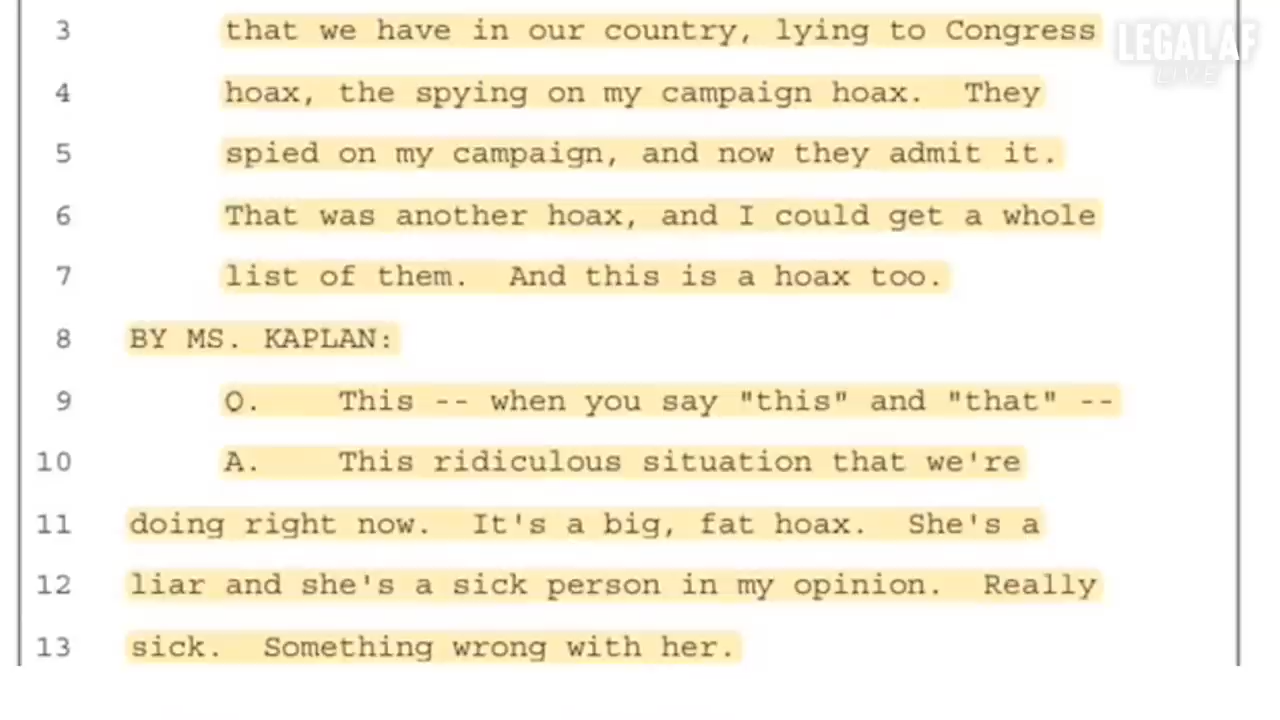 3 that we have in our country, lying to Congress
LEGAL AF
LIVE
4 hoax, the spying on my campaign hoax. They
5 spied on my campaign, and now they admit it.
6 That was another hoax, and I could get a whole
7 list of them. And this is a hoax too.
8 BY MS. KAPLAN:
9 Q. This -- when you say "this" and "that" --
10 A. This ridiculous situation that we're
11 doing right now. It's a big, fat hoax. She's a
12 liar and she's a sick person in my opinion. Really
13 sick. Something wrong with her.